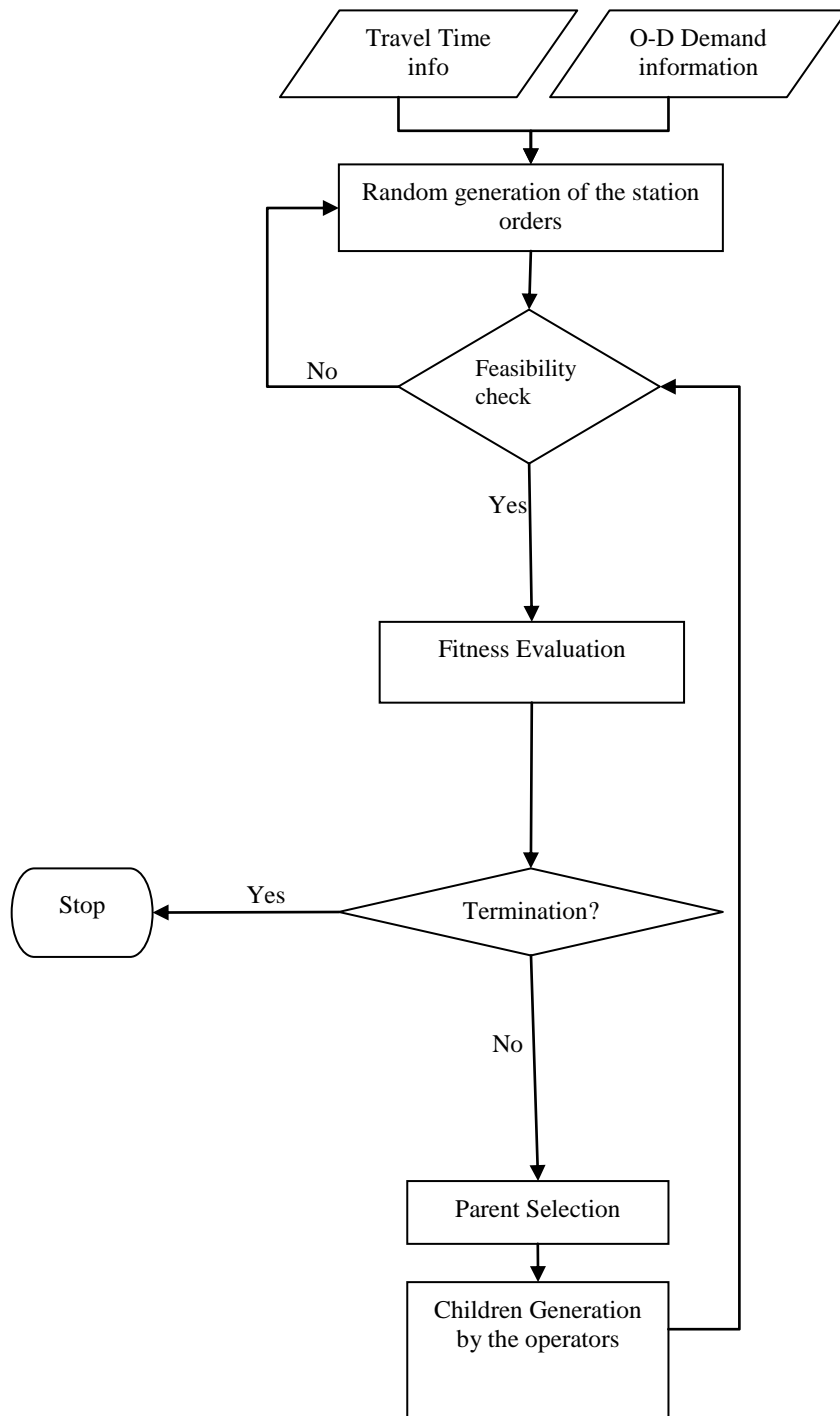 Travel Time
info
O-D Demand
information
Random generation of the station
orders
Feasibility
check
No
Yes
Fitness Evaluation
Termination?
Yes
Stop
No
Parent Selection
Children Generation
by the operators